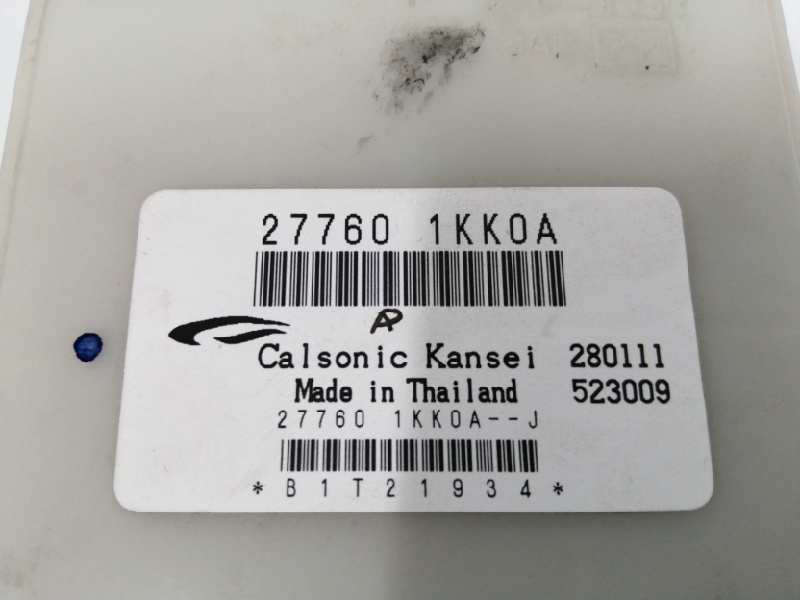 27760 1KK0A
AP
Calsonic Kansei 280111
Made in Thailand 523009
27760 1KK0A--J
*B1T21934*